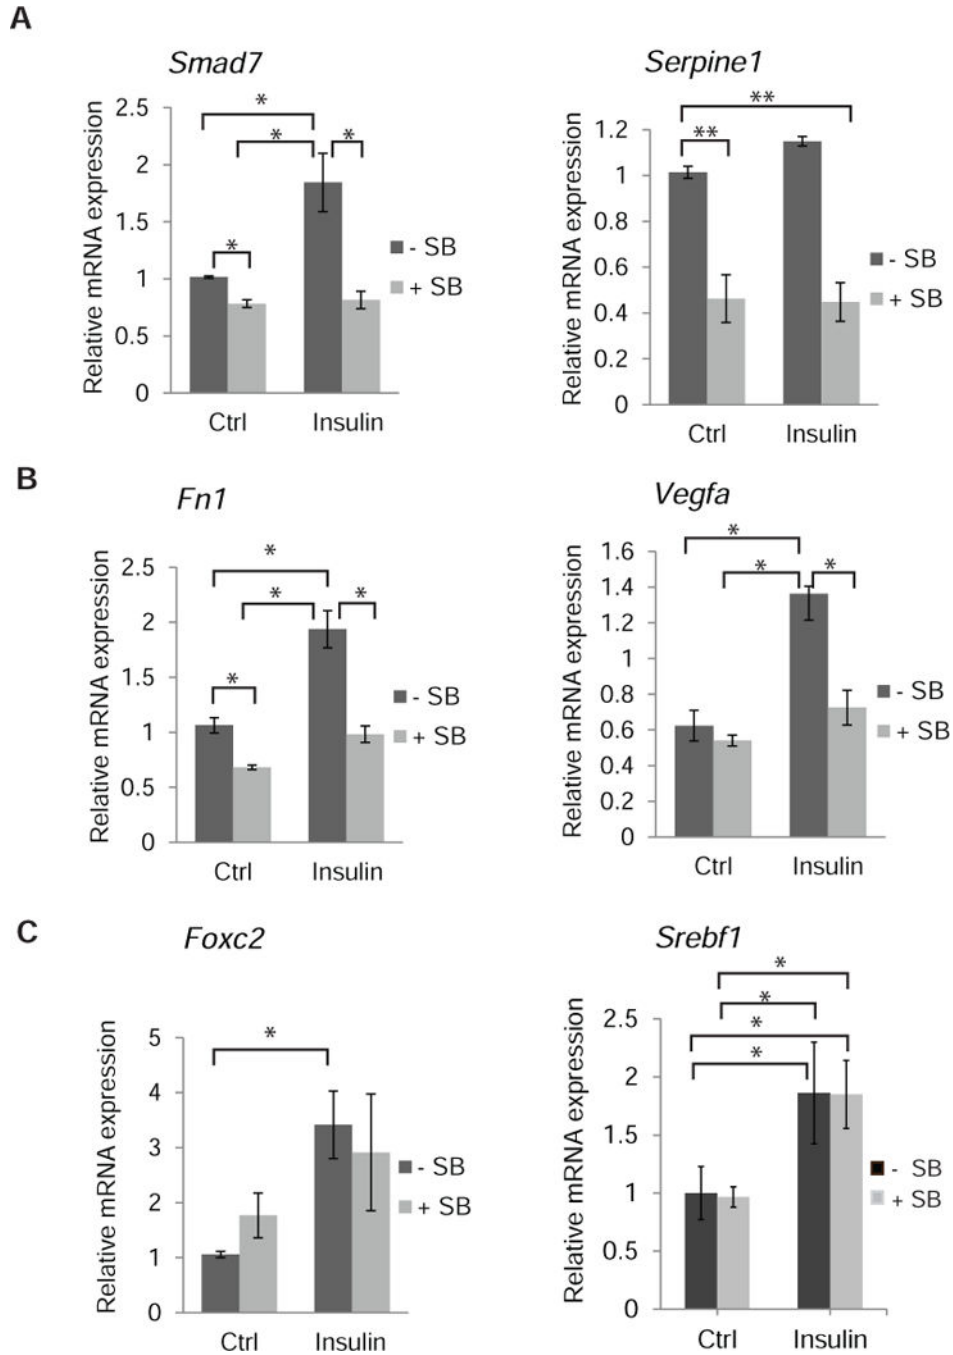 A
Smad7
Relative mRNA expression
2.5
2
1.5
1
0.5
0
*
*
*
*
- SB
+ SB
Ctrl
Insulin
Serpine1
Relative mRNA expression
1.2
1
0.8
0.6
0.4
0.2
0
**
**
- SB
+ SB
Ctrl
Insulin
B
Fn1
Relative mRNA expression
2.5
2
1.5
1
0.5
0
*
*
*
*
- SB
+ SB
Ctrl
Insulin
Vegfa
Relative mRNA expression
1.6
1.4
1.2
1
0.8
0.6
0.4
0.2
0
*
*
*
- SB
+ SB
Ctrl
Insulin
C
Foxc2
Relative mRNA expression
5
4
3
2
1
0
*
- SB
+ SB
Ctrl
Insulin
Srebf1
Relative mRNA expression
2.5
2
1.5
1
0.5
0
*
*
*
*
- SB
+ SB
Ctrl
Insulin